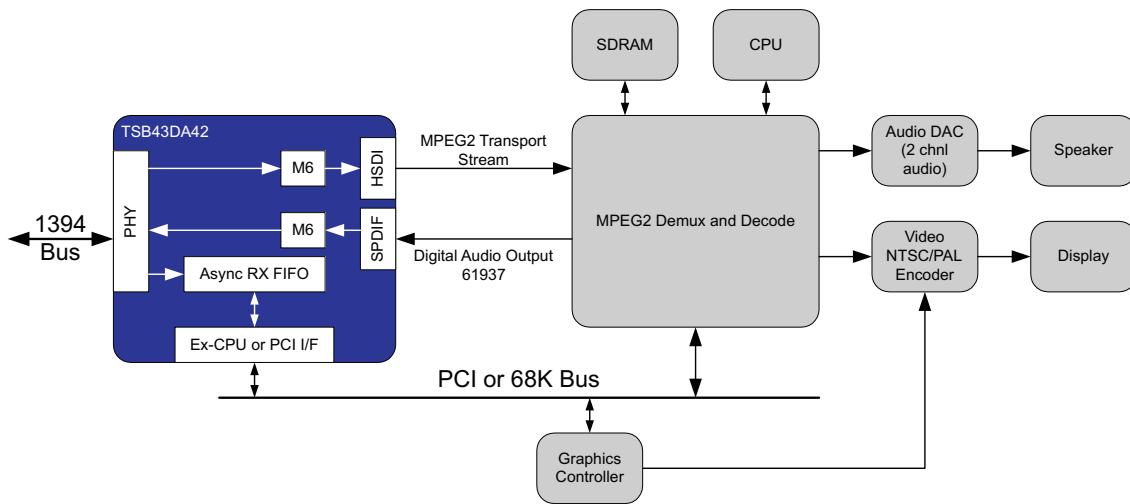 SDRAM
CPU
TSB43DA42
PHY
M6
HSDI
MPEG2 Transport
Stream
M6
SPDIF
Digital Audio Output
61937
1394
Bus
Async RX FIFO
Ex-CPU or PCI I/F
MPEG2 Demux and Decode
Audio DAC
(2 chnl
audio)
Speaker
Video
NTSC/PAL
Encoder
Display
PCI or 68K Bus
Graphics
Controller